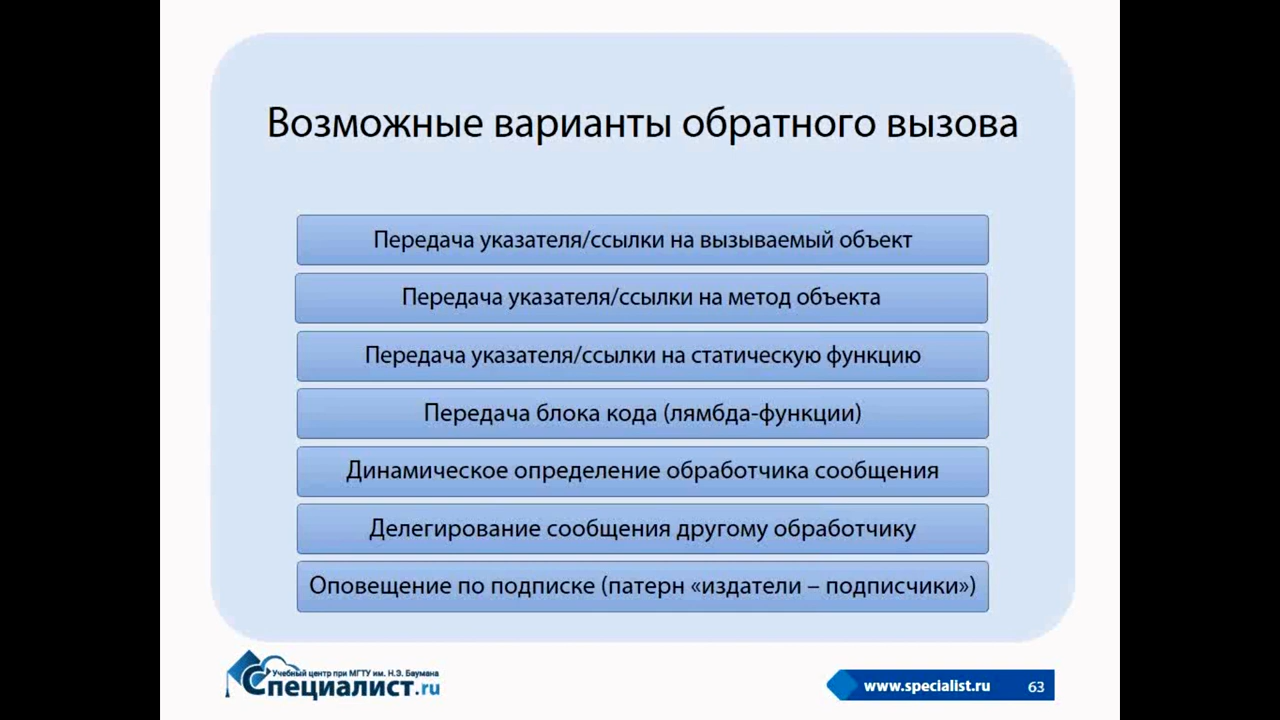 Возможные варианты обратного вызова
Передача указателя/ссылки на вызываемый объект
Передача указателя/ссылки на метод объекта
Передача указателя/ссылки на статическую функцию
Передача блока кода (лямбда-функции)
Динамическое определение обработчика сообщения
Делегирование сообщения другому обработчику
Оповещение по подписке (патерн «издатели – подписчики»)
Учебный центр при МГТУ им. Н.Э. Баумана
Специалист.ru
www.specialist.ru
63